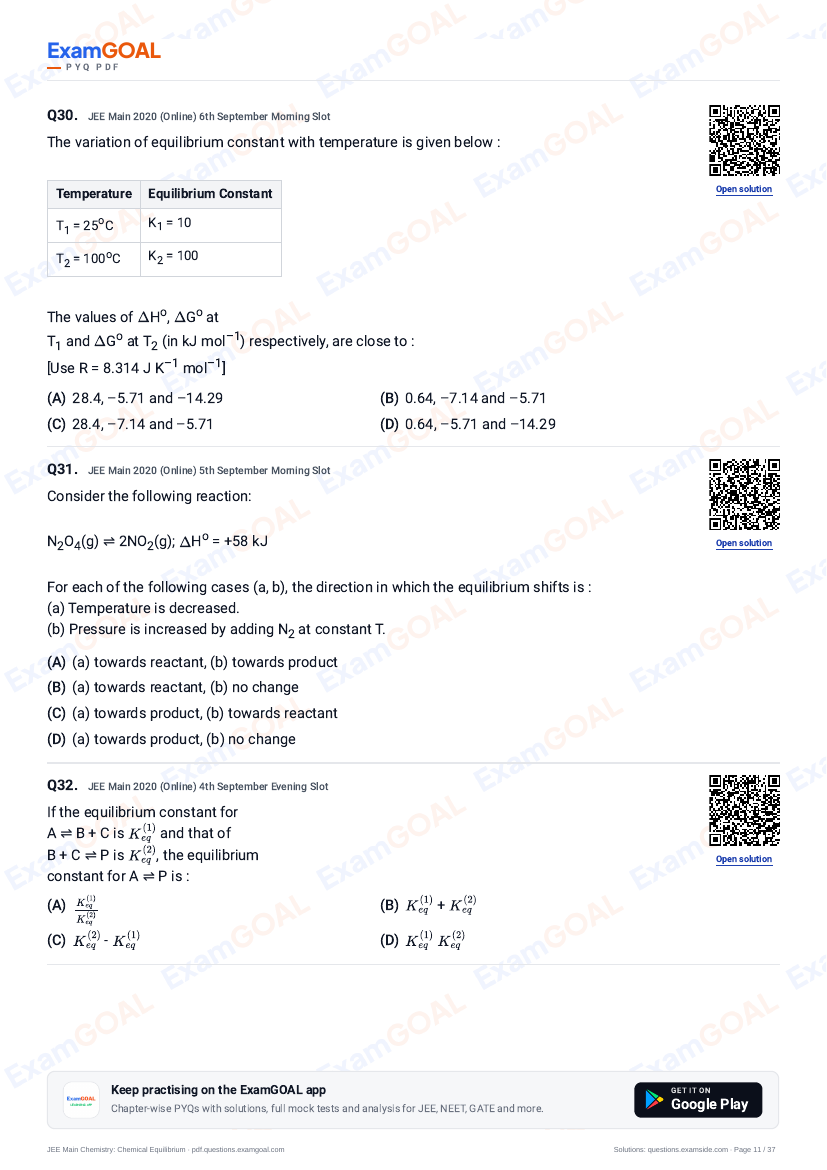 ExamGOAL
PYQ PDF
Q30. JEE Main 2020 (Online) 6th September Morning Slot
The variation of equilibrium constant with temperature is given below :
Open solution
Temperature Equilibrium Constant
T₁ = 25°C K₁ = 10
T₂ = 100°C K₂ = 100
The values of ΔH°, ΔG° at
T₁ and ΔG° at T₂ (in kJ mol⁻¹) respectively, are close to :
[Use R = 8.314 J K⁻¹ mol⁻¹]
(A) 28.4, −5.71 and −14.29 (B) 0.64, −7.14 and −5.71
(C) 28.4, −7.14 and −5.71 (D) 0.64, −5.71 and −14.29
Q31. JEE Main 2020 (Online) 5th September Morning Slot
Consider the following reaction:
Open solution
N₂O₄(g) ⇌ 2NO₂(g); ΔH° = +58 kJ
For each of the following cases (a, b), the direction in which the equilibrium shifts is :
(a) Temperature is decreased.
(b) Pressure is increased by adding N₂ at constant T.
(A) (a) towards reactant, (b) towards product
(B) (a) towards reactant, (b) no change
(C) (a) towards product, (b) towards reactant
(D) (a) towards product, (b) no change
Q32. JEE Main 2020 (Online) 4th September Evening Slot
If the equilibrium constant for
A ⇌ B + C is K_{eq}^{(1)} and that of
B + C ⇌ P is K_{eq}^{(2)}, the equilibrium
Open solution
constant for A ⇌ P is :
(A) K_{eq}^{(1)} / K_{eq}^{(2)} (B) K_{eq}^{(1)} + K_{eq}^{(2)}
(C) K_{eq}^{(2)} - K_{eq}^{(1)} (D) K_{eq}^{(1)} K_{eq}^{(2)}
ExamGOAL
Keep practising on the ExamGOAL app
Chapter-wise PYQs with solutions, full mock tests and analysis for JEE, NEET, GATE and more.
GET IT ON
Google Play
JEE Main Chemistry: Chemical Equilibrium · pdf.questions.examgoal.com Solutions: questions.examside.com · Page 11 / 37